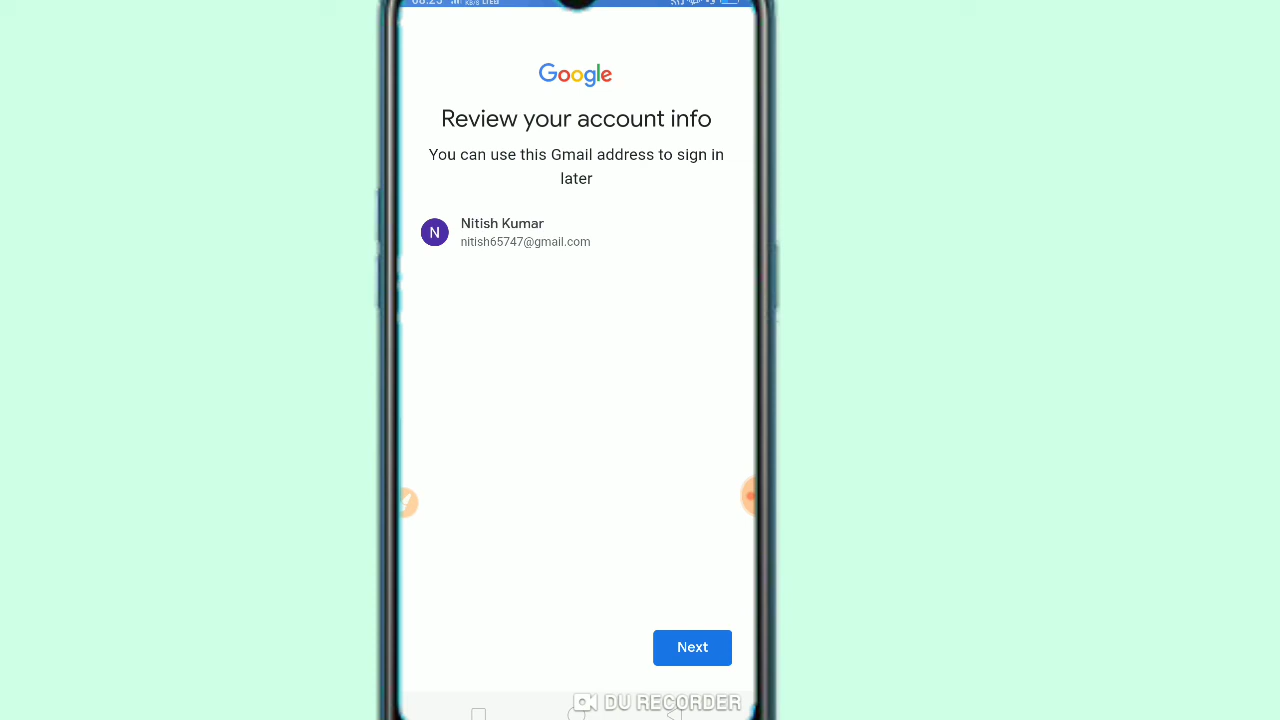 Google
Review your account info
You can use this Gmail address to sign in
later
N
Nitish Kumar
nitish65747@gmail.com
Next
DU RECORDER